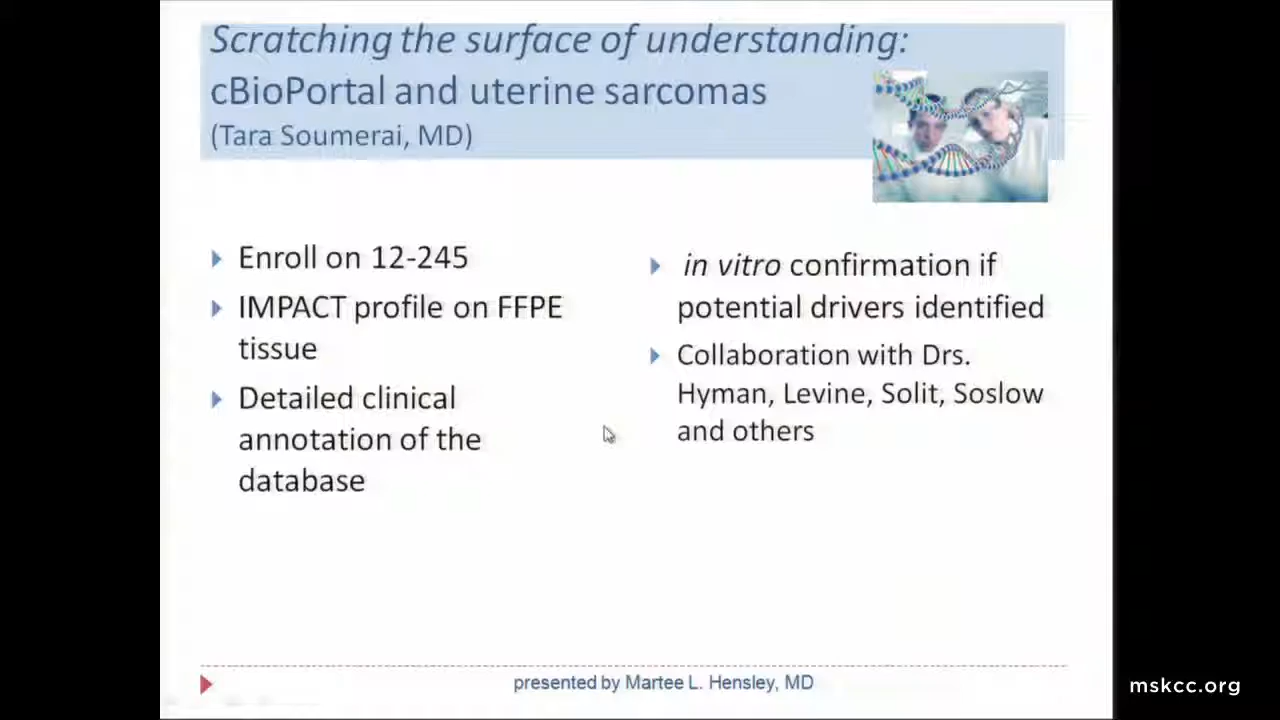 Scratching the surface of understanding:
cBioPortal and uterine sarcomas
(Tara Soumerai, MD)
Enroll on 12-245
IMPACT profile on FFPE
tissue
Detailed clinical
annotation of the
database
in vitro confirmation if
potential drivers identified
Collaboration with Drs.
Hyman, Levine, Solit, Soslow
and others
presented by Martee L. Hensley, MD
mskcc.org